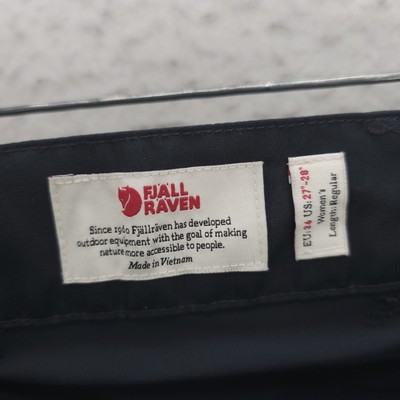 FJÄLL
RÄVEN
Since 1960 Fjällräven has developed
outdoor equipment with the goal of making
nature more accessible to people.
Made in Vietnam
EU:34 US:27"-28"
Women's
Length:Regular